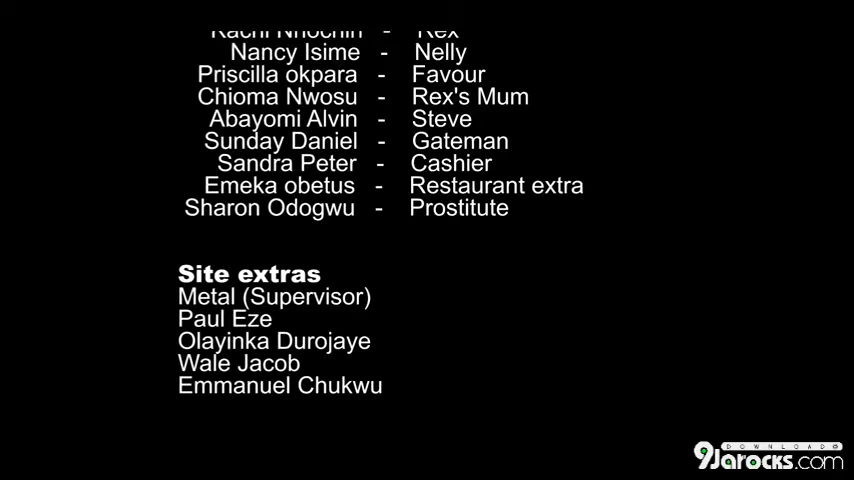 Nancy Isime - Nelly
Priscilla okpara - Favour
Chioma Nwosu - Rex's Mum
Abayomi Alvin - Steve
Sunday Daniel - Gateman
Sandra Peter - Cashier
Emeka obetus - Restaurant extra
Sharon Odogwu - Prostitute
Site extras
Metal (Supervisor)
Paul Eze
Olayinka Durojaye
Wale Jacob
Emmanuel Chukwu
DOWNLOAD@
9Jarocks.com